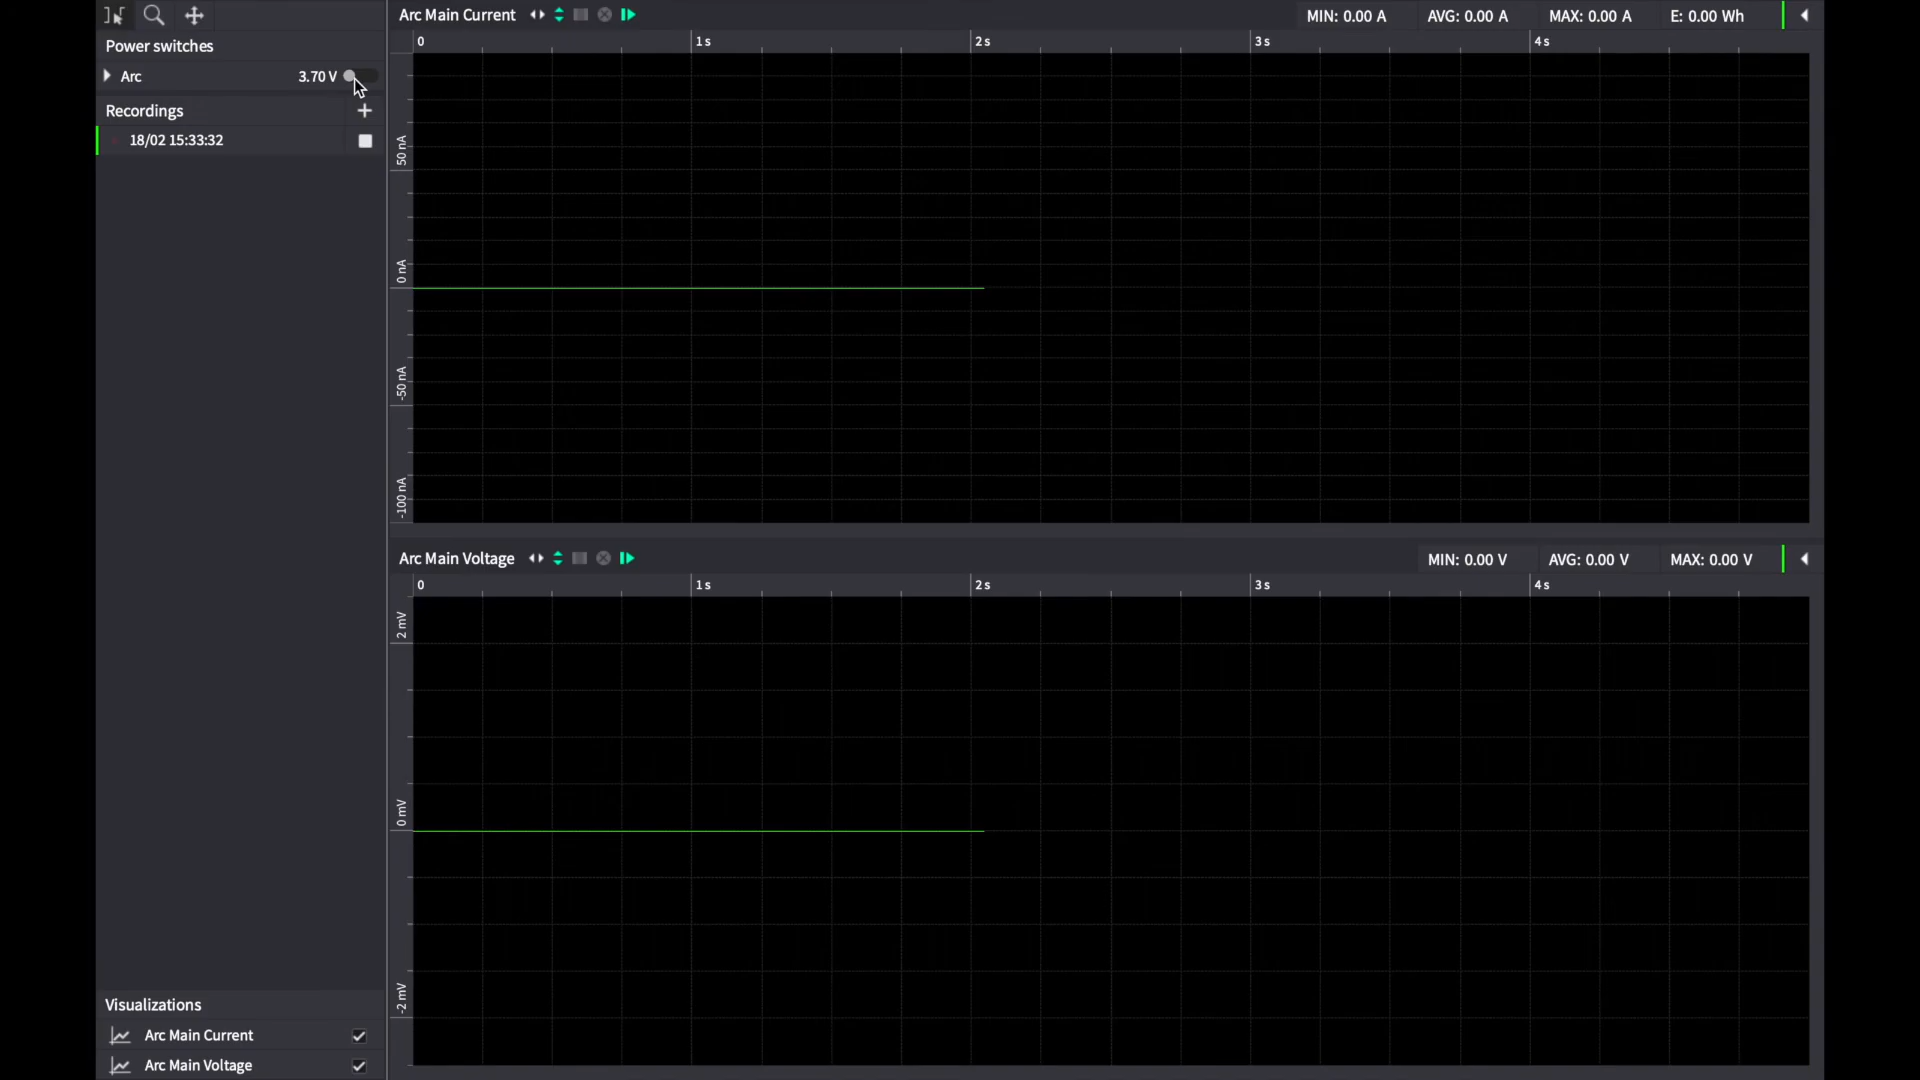 Power switches
Arc 3.70 V
Recordings +
18/02 15:33:32
Visualizations
Arc Main Current
Arc Main Voltage
Arc Main Current MIN: 0.00 A AVG: 0.00 A MAX: 0.00 A E: 0.00 Wh
0 1 s 2 s 3 s 4 s
50 nA
0 nA
-50 nA
-100 nA
Arc Main Voltage MIN: 0.00 V AVG: 0.00 V MAX: 0.00 V
0 1 s 2 s 3 s 4 s
2 mV
0 mV
-2 mV